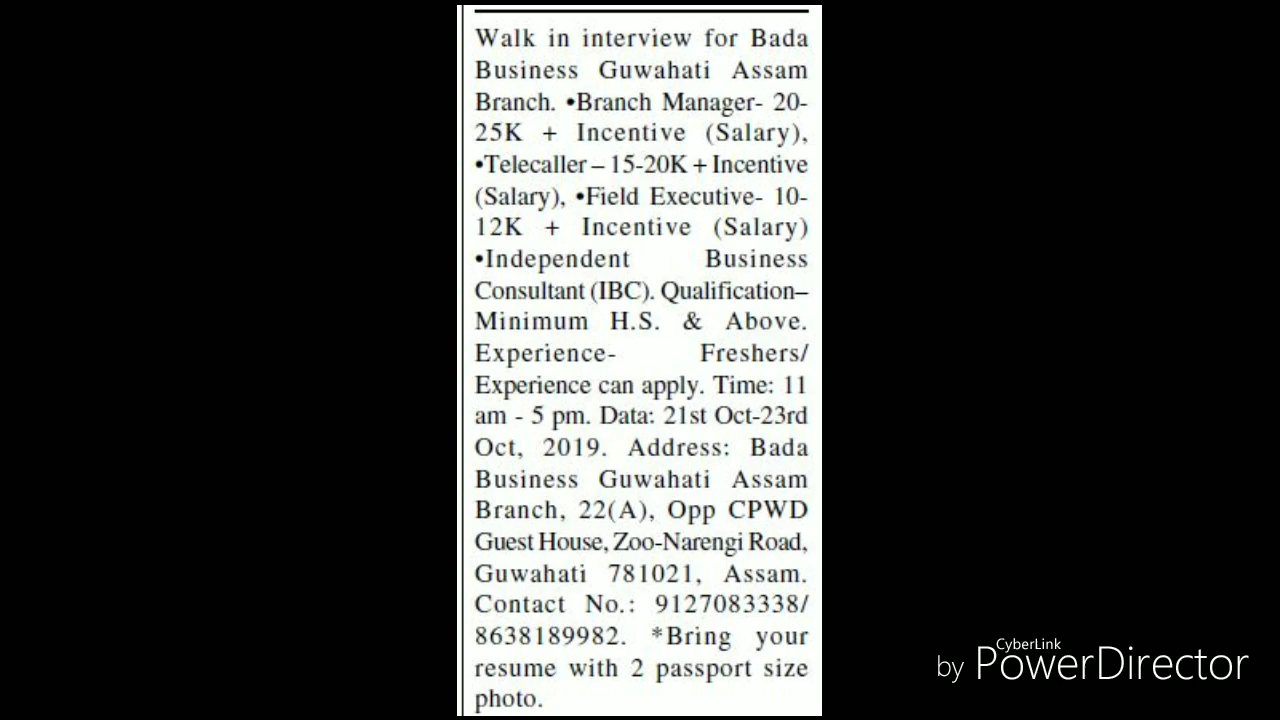 Walk in interview for Bada
Business Guwahati Assam
Branch. •Branch Manager- 20-
25K + Incentive (Salary),
•Telecaller – 15-20K + Incentive
(Salary), •Field Executive- 10-
12K + Incentive (Salary)
•Independent Business
Consultant (IBC). Qualification–
Minimum H.S. & Above.
Experience- Freshers/
Experience can apply. Time: 11
am - 5 pm. Data: 21st Oct-23rd
Oct, 2019. Address: Bada
Business Guwahati Assam
Branch, 22(A), Opp CPWD
Guest House, Zoo-Narengi Road,
Guwahati 781021, Assam.
Contact No.: 9127083338/
8638189982. *Bring your
resume with 2 passport size
photo.
by CyberLink PowerDirector